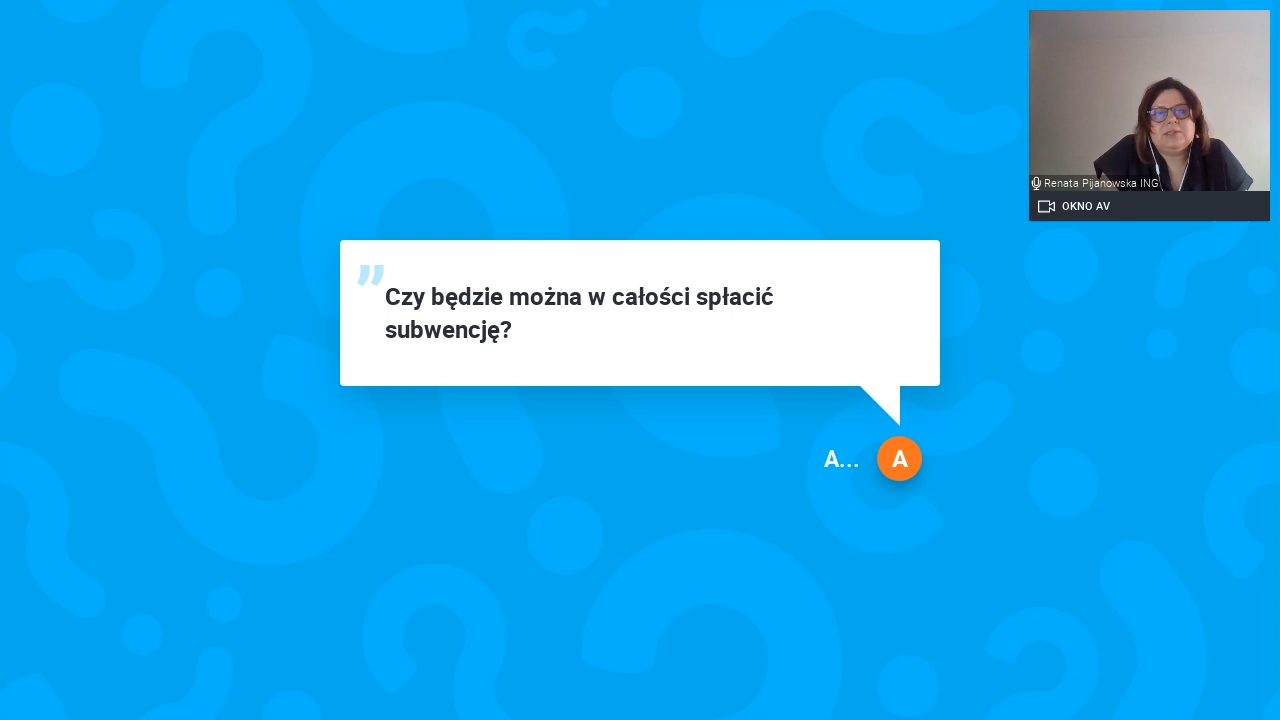 Renata Pijanowska ING
OKNO AV
” Czy będzie można w całości spłacić
subwencję?
A... A